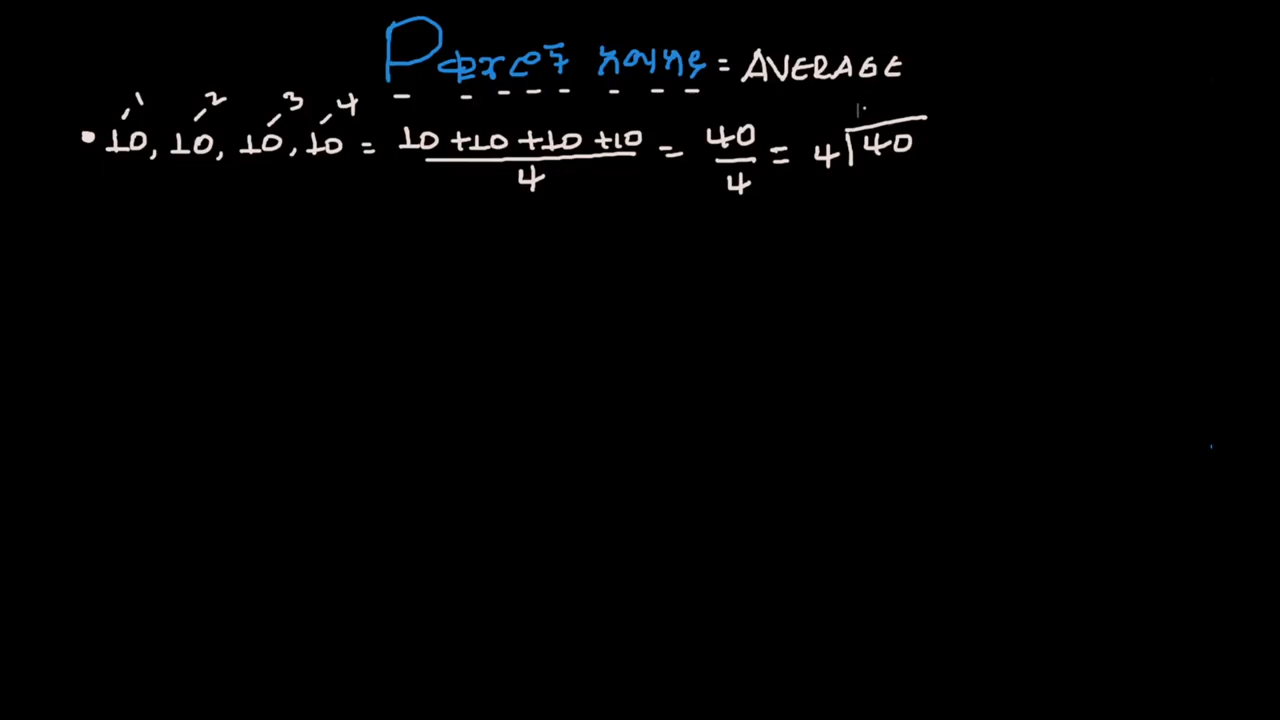 = AVERAGE
1 2 3 4
• 10, 10, 10, 10 = 10 + 10 + 10 + 10 / 4 = 40 / 4 = 4 40